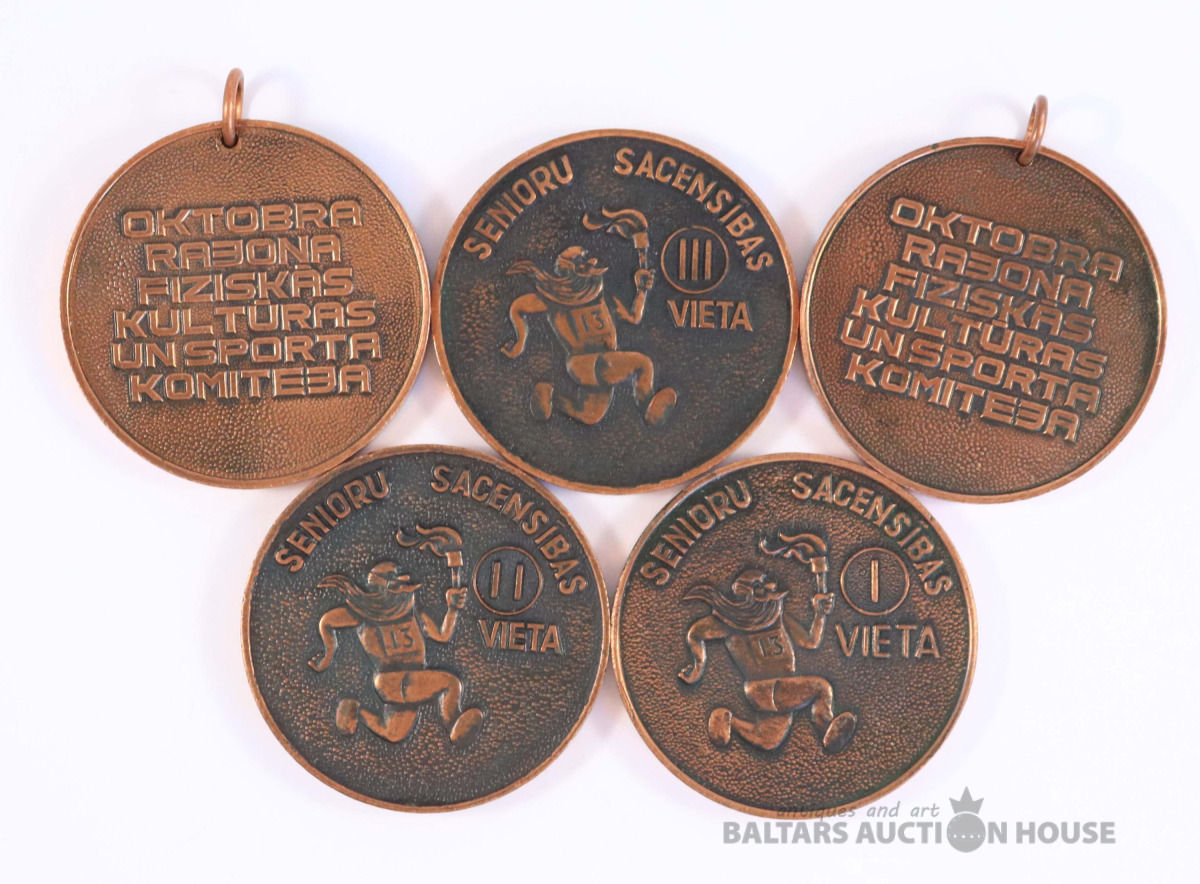 OKTOBRA
RAJONA
FIZISKĀS
KULTŪRAS
UN SPORTA
KOMITEJA
SENIORU SACENSĪBAS
III
VIETA
13
OKTOBRA
RAJONA
FIZISKĀS
KULTŪRAS
UN SPORTA
KOMITEJA
SENIORU SACENSĪBAS
II
VIETA
13
SENIORU SACENSĪBAS
I
VIETA
13
antiques and art
BALTARS AUCTION HOUSE